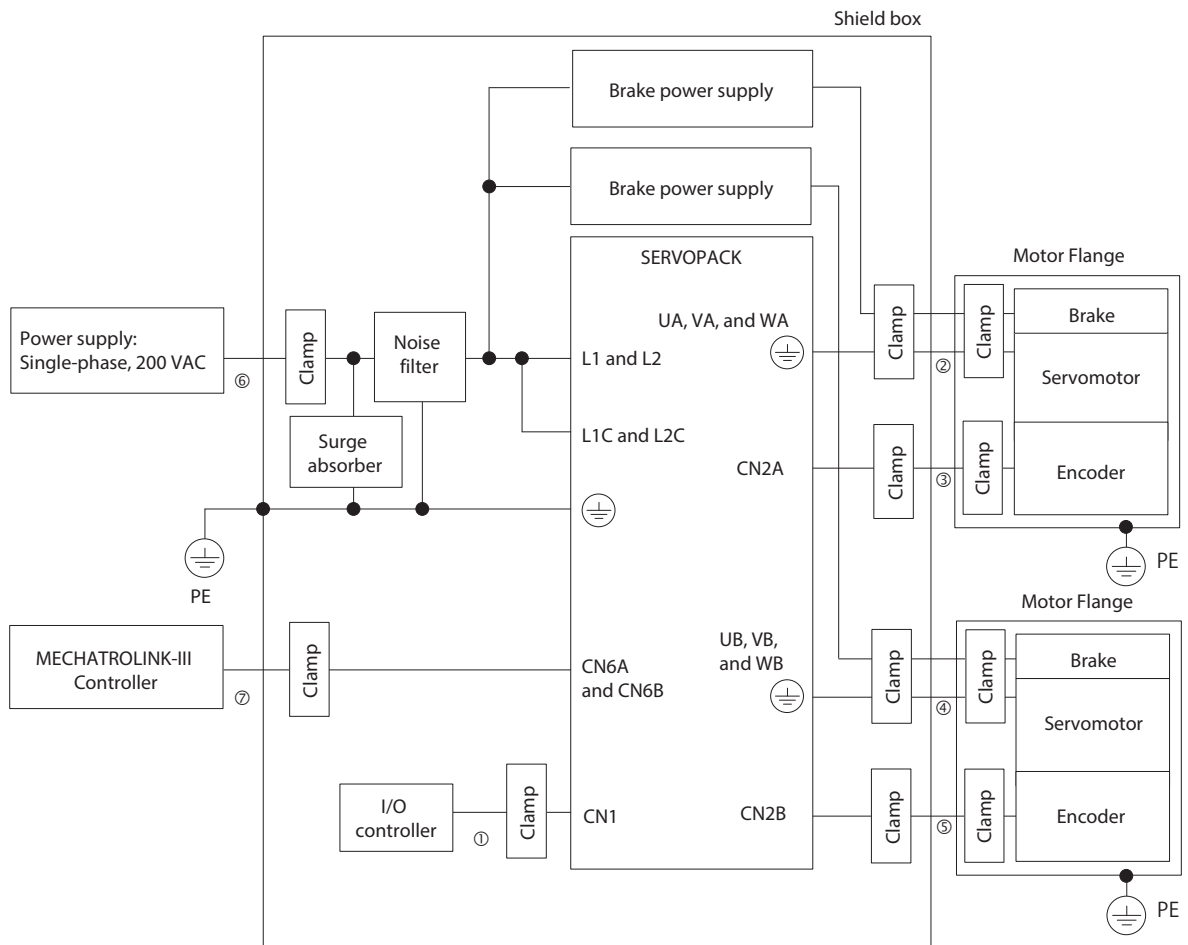 Shield box
Brake power supply
Brake power supply
SERVOPACK
Motor Flange
Power supply:
Single-phase, 200 VAC
⑥
Clamp
Noise
filter
L1 and L2
UA, VA, and WA
Clamp
②
Clamp
Brake
Servomotor
Surge
absorber
L1C and L2C
CN2A
Clamp
③
Clamp
Encoder
PE
PE
Motor Flange
MECHATROLINK-III
Controller
⑦
Clamp
CN6A
and CN6B
UB, VB,
and WB
Clamp
④
Clamp
Brake
Servomotor
I/O
controller
①
Clamp
CN1
CN2B
Clamp
⑤
Clamp
Encoder
PE